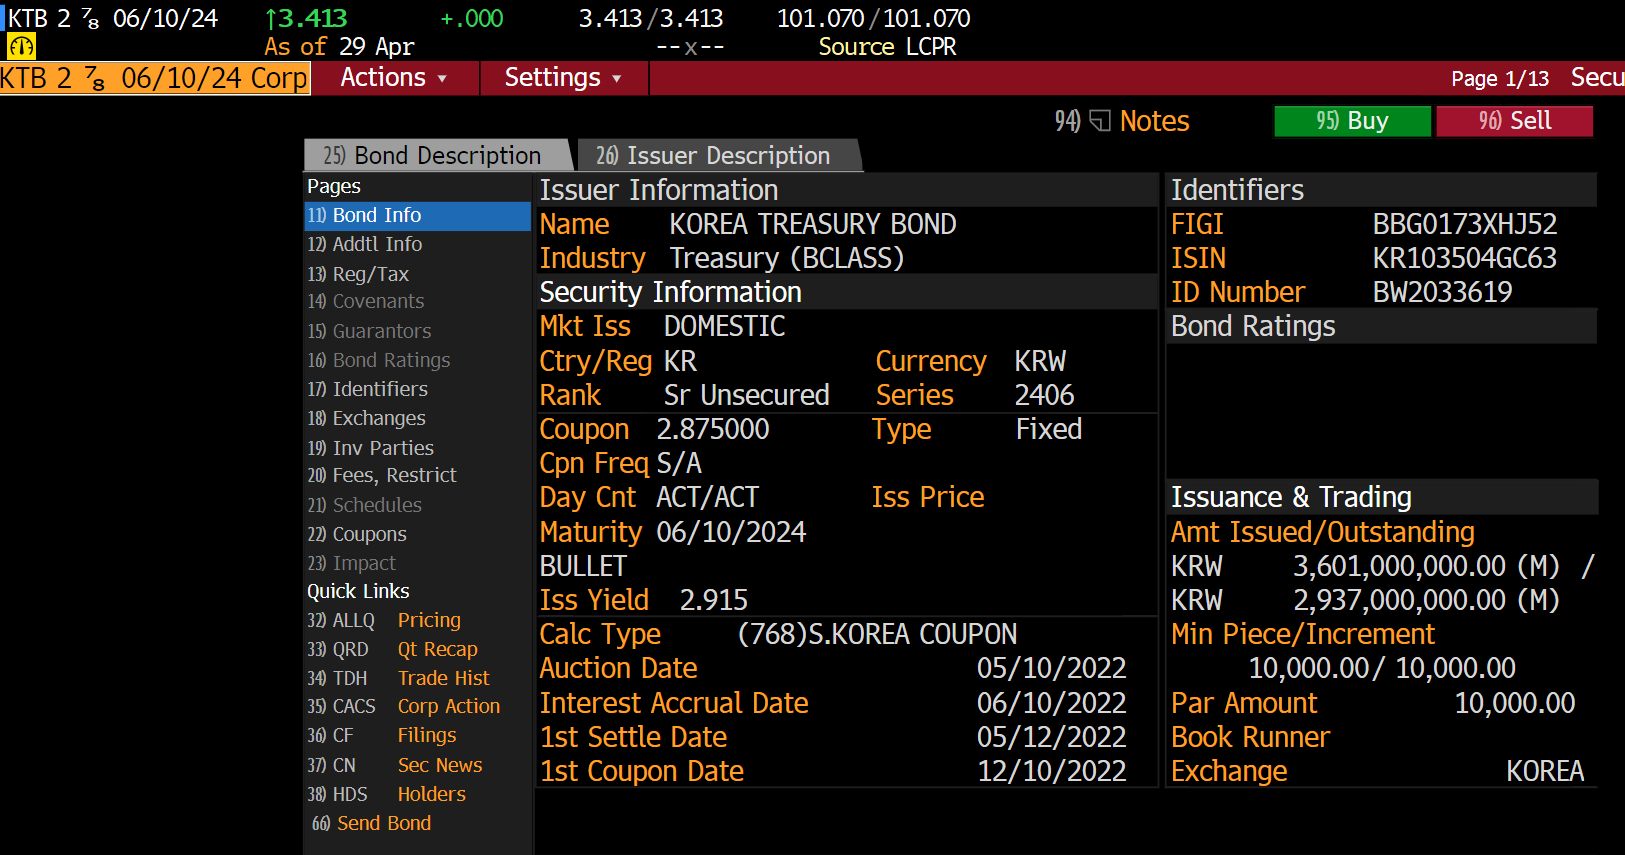 KTB 2 ⅞ 06/10/24 ↑3.413 +.000 3.413/3.413 101.070/101.070
As of 29 Apr --x-- Source LCPR
KTB 2 ⅞ 06/10/24 Corp Actions ▾ Settings ▾ Page 1/13 Secu
94) Notes 95) Buy 96) Sell
25) Bond Description 26) Issuer Description
Pages
11) Bond Info
12) Addtl Info
13) Reg/Tax
14) Covenants
15) Guarantors
16) Bond Ratings
17) Identifiers
18) Exchanges
19) Inv Parties
20) Fees, Restrict
21) Schedules
22) Coupons
23) Impact
Quick Links
32) ALLQ Pricing
33) QRD Qt Recap
34) TDH Trade Hist
35) CACS Corp Action
36) CF Filings
37) CN Sec News
38) HDS Holders
66) Send Bond
Issuer Information
Name KOREA TREASURY BOND
Industry Treasury (BCLASS)
Security Information
Mkt Iss DOMESTIC
Ctry/Reg KR Currency KRW
Rank Sr Unsecured Series 2406
Coupon 2.875000 Type Fixed
Cpn Freq S/A
Day Cnt ACT/ACT Iss Price
Maturity 06/10/2024
BULLET
Iss Yield 2.915
Calc Type (768)S.KOREA COUPON
Auction Date 05/10/2022
Interest Accrual Date 06/10/2022
1st Settle Date 05/12/2022
1st Coupon Date 12/10/2022
Identifiers
FIGI BBG0173XHJ52
ISIN KR103504GC63
ID Number BW2033619
Bond Ratings
Issuance & Trading
Amt Issued/Outstanding
KRW 3,601,000,000.00 (M) /
KRW 2,937,000,000.00 (M)
Min Piece/Increment
10,000.00/ 10,000.00
Par Amount 10,000.00
Book Runner
Exchange KOREA